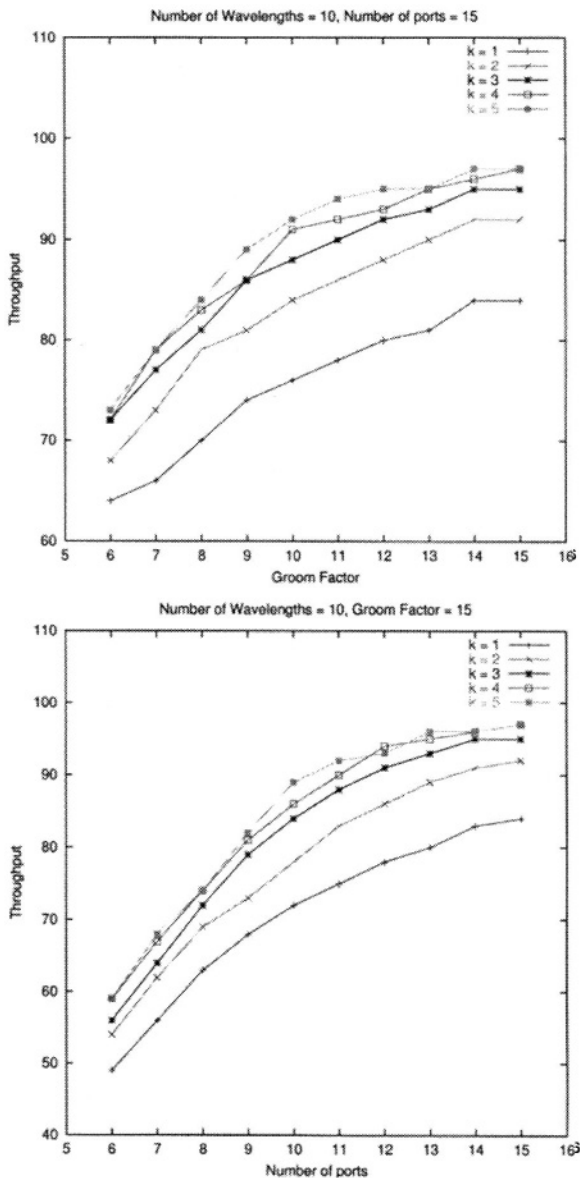 Number of Wavelengths = 10, Number of ports = 15
110
100
90
80
70
60
Throughput
k = 1
k = 2
k = 3
k = 4
k = 5
5 6 7 8 9 10 11 12 13 14 15 16
Groom Factor
Number of Wavelengths = 10, Groom Factor = 15
110
100
90
80
70
60
50
40
Throughput
k = 1
k = 2
k = 3
k = 4
k = 5
5 6 7 8 9 10 11 12 13 14 15 16
Number of ports